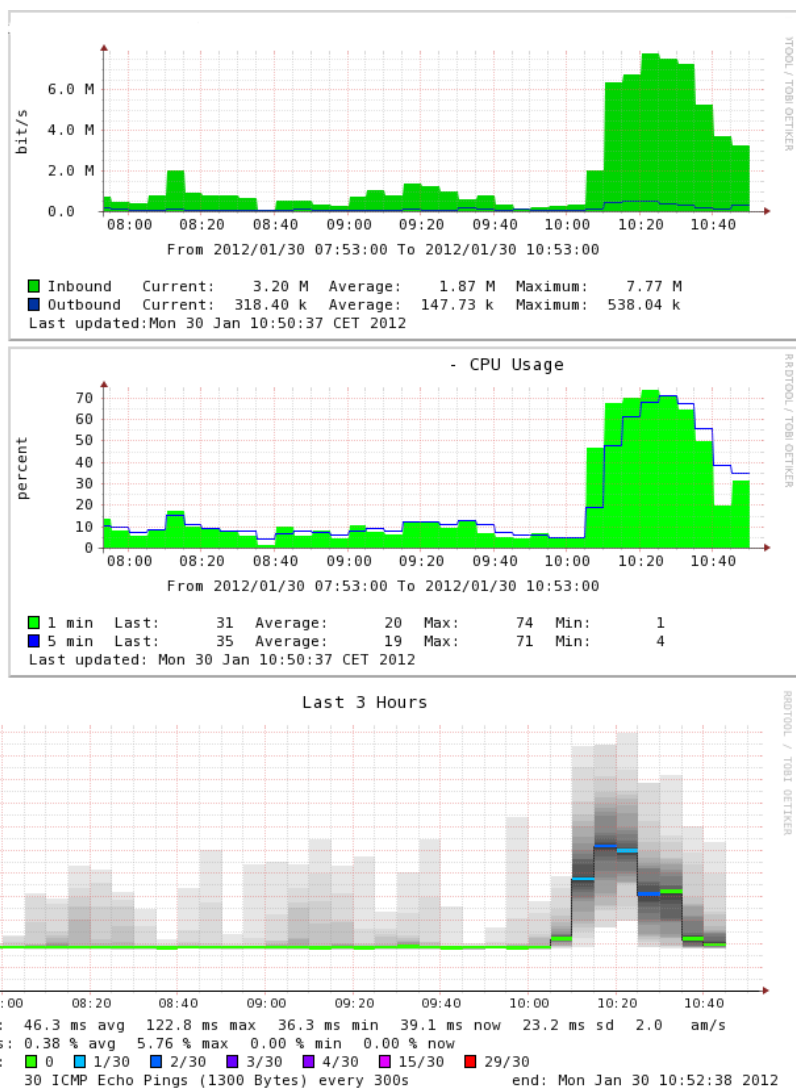 6.0 M
4.0 M
2.0 M
0.0
bit/s
RRDTOOL / TOBI OETIKER
08:00 08:20 08:40 09:00 09:20 09:40 10:00 10:20 10:40
From 2012/01/30 07:53:00 To 2012/01/30 10:53:00
Inbound Current: 3.20 M Average: 1.87 M Maximum: 7.77 M
Outbound Current: 318.40 k Average: 147.73 k Maximum: 538.04 k
Last updated:Mon 30 Jan 10:50:37 CET 2012
- CPU Usage
70
60
50
40
30
20
10
0
percent
RRDTOOL / TOBI OETIKER
08:00 08:20 08:40 09:00 09:20 09:40 10:00 10:20 10:40
From 2012/01/30 07:53:00 To 2012/01/30 10:53:00
1 min Last: 31 Average: 20 Max: 74 Min: 1
5 min Last: 35 Average: 19 Max: 71 Min: 4
Last updated: Mon 30 Jan 10:50:37 CET 2012
Last 3 Hours
RRDTOOL / TOBI OETIKER
:00 08:20 08:40 09:00 09:20 09:40 10:00 10:20 10:40
: 46.3 ms avg 122.8 ms max 36.3 ms min 39.1 ms now 23.2 ms sd 2.0 am/s
s: 0.38 % avg 5.76 % max 0.00 % min 0.00 % now
: 0 1/30 2/30 3/30 4/30 15/30 29/30
30 ICMP Echo Pings (1300 Bytes) every 300s end: Mon Jan 30 10:52:38 2012